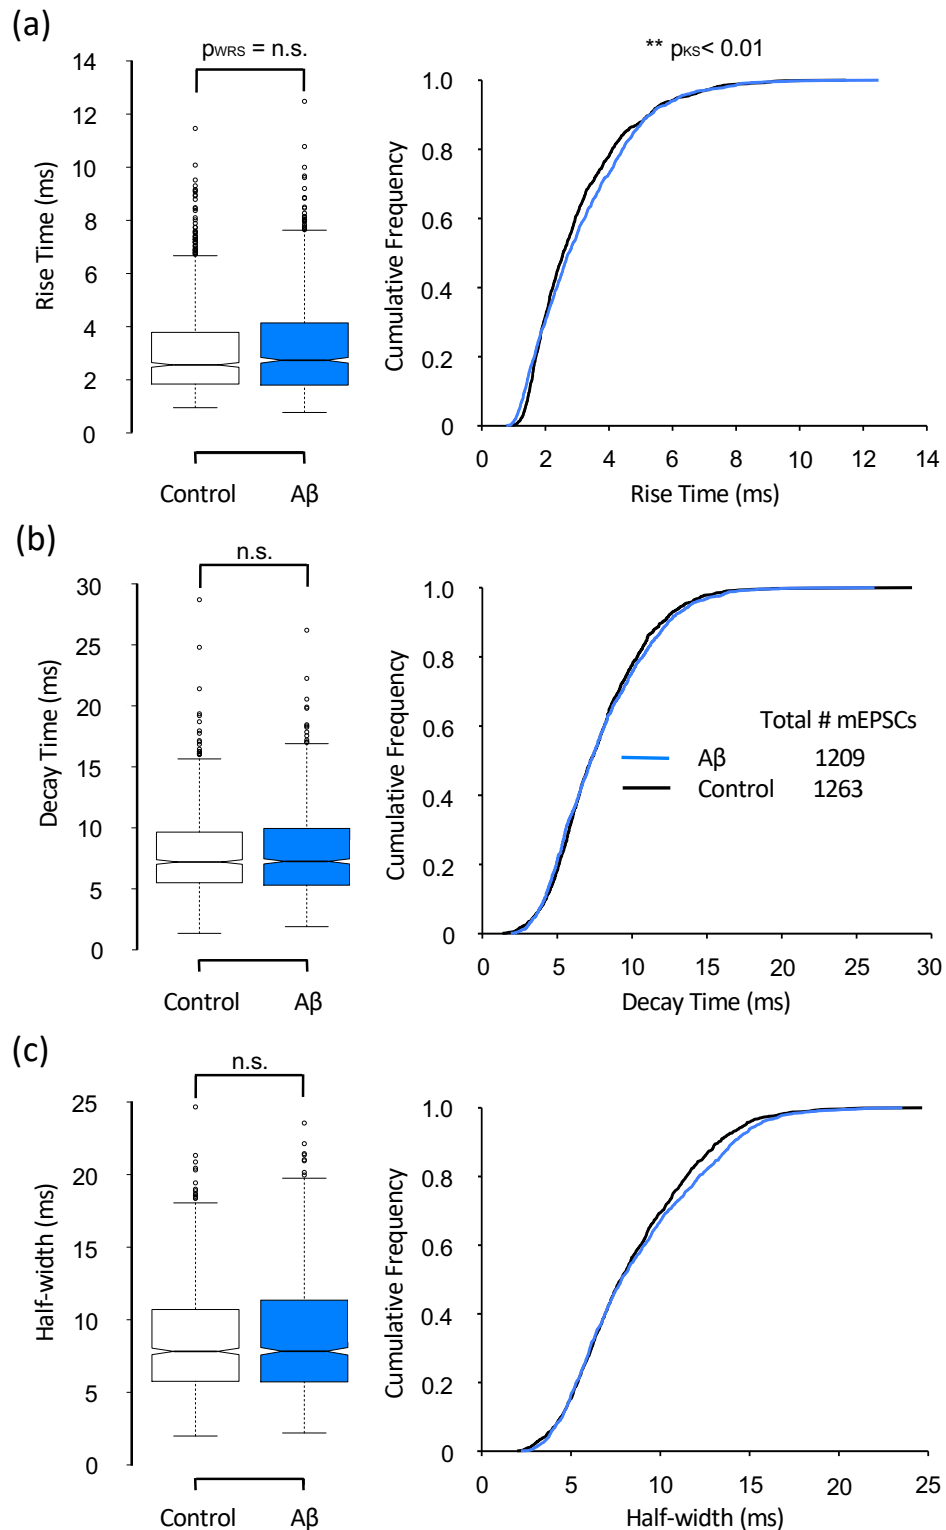 (a)
pWRS = n.s.
** pKS< 0.01
Rise Time (ms)
14
12
10
8
6
4
2
0
Control Aβ
Cumulative Frequency
1.0
0.8
0.6
0.4
0.2
0
0 2 4 6 8 10 12 14
Rise Time (ms)
(b)
n.s.
Decay Time (ms)
30
25
20
15
10
5
0
Control Aβ
Cumulative Frequency
1.0
0.8
0.6
0.4
0.2
0
Total # mEPSCs
Aβ 1209
Control 1263
0 5 10 15 20 25 30
Decay Time (ms)
(c)
n.s.
Half-width (ms)
25
20
15
10
5
0
Control Aβ
Cumulative Frequency
1.0
0.8
0.6
0.4
0.2
0
0 5 10 15 20 25
Half-width (ms)